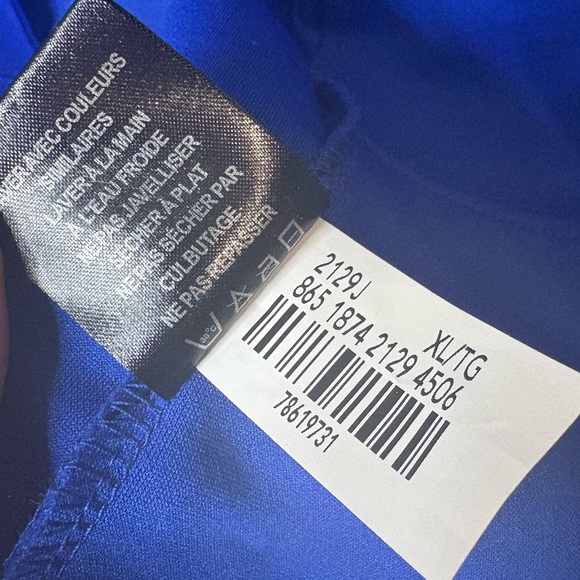 AVEC COULEURS
SIMILAIRES
LAVER À LA MAIN
À L'EAU FROIDE
NE PAS JAVELLISER
SÉCHER À PLAT
NE PAS SÉCHER PAR
CULBUTAGE
NE PAS REPASSER
30°C
2129J XL/TG
865 1874 2129 4506
78619731